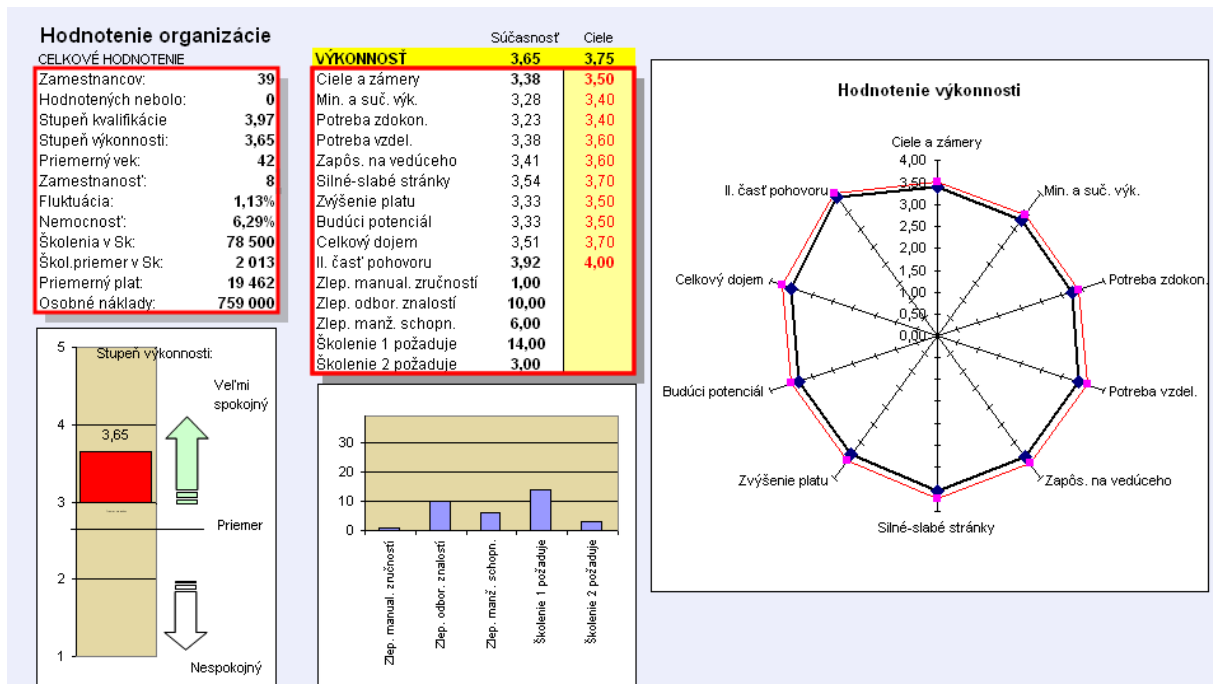 Hodnotenie organizácie
CELKOVÉ HODNOTENIE
Zamestnancov: 39
Hodnotených nebolo: 0
Stupeň kvalifikácie 3,97
Stupeň výkonnosti: 3,65
Priemerný vek: 42
Zamestnanosť: 8
Fluktuácia: 1,13%
Nemocnosť: 6,29%
Školenia v Sk: 78 500
Škol.priemer v Sk: 2 013
Priemerný plat: 19 462
Osobné náklady: 759 000
Súčasnosť Ciele
VÝKONNOSŤ 3,65 3,75
Ciele a zámery 3,38 3,50
Min. a suč. výk. 3,28 3,40
Potreba zdokon. 3,23 3,40
Potreba vzdel. 3,38 3,60
Zapôs. na vedúceho 3,41 3,60
Silné-slabé stránky 3,54 3,70
Zvýšenie platu 3,33 3,50
Budúci potenciál 3,33 3,50
Celkový dojem 3,51 3,70
II. časť pohovoru 3,92 4,00
Zlep. manual. zručností 1,00
Zlep. odbor. znalostí 10,00
Zlep. manž. schopn. 6,00
Školenie 1 požaduje 14,00
Školenie 2 požaduje 3,00
Stupeň výkonnosti:
5
4
3
2
1
3,65
Veľmi
spokojný
Priemer
Nespokojný
30
20
10
0
Zlep. manual. zručností
Zlep. odbor. znalostí
Zlep. manž. schopn.
Školenie 1 požaduje
Školenie 2 požaduje
Hodnotenie výkonnosti
Ciele a zámery
4,00
3,50
3,00
2,50
2,00
1,50
1,00
0,50
0,00
Min. a suč. výk.
Potreba zdokon.
Potreba vzdel.
Zapôs. na vedúceho
Silné-slabé stránky
Zvýšenie platu
Budúci potenciál
Celkový dojem
II. časť pohovoru